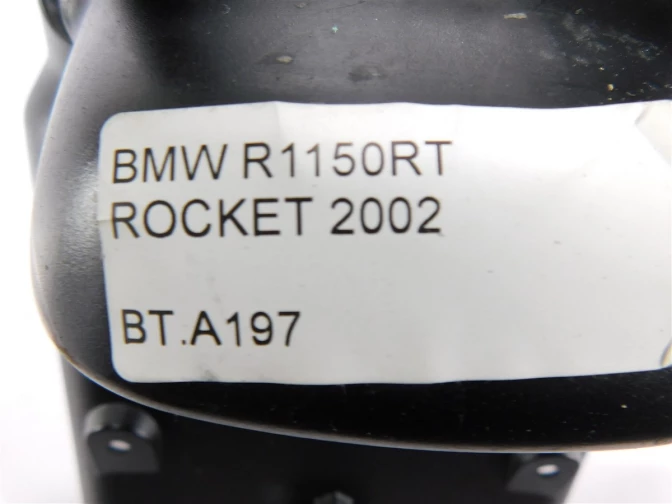 BMW R1150RT
ROCKET 2002
BT.A197